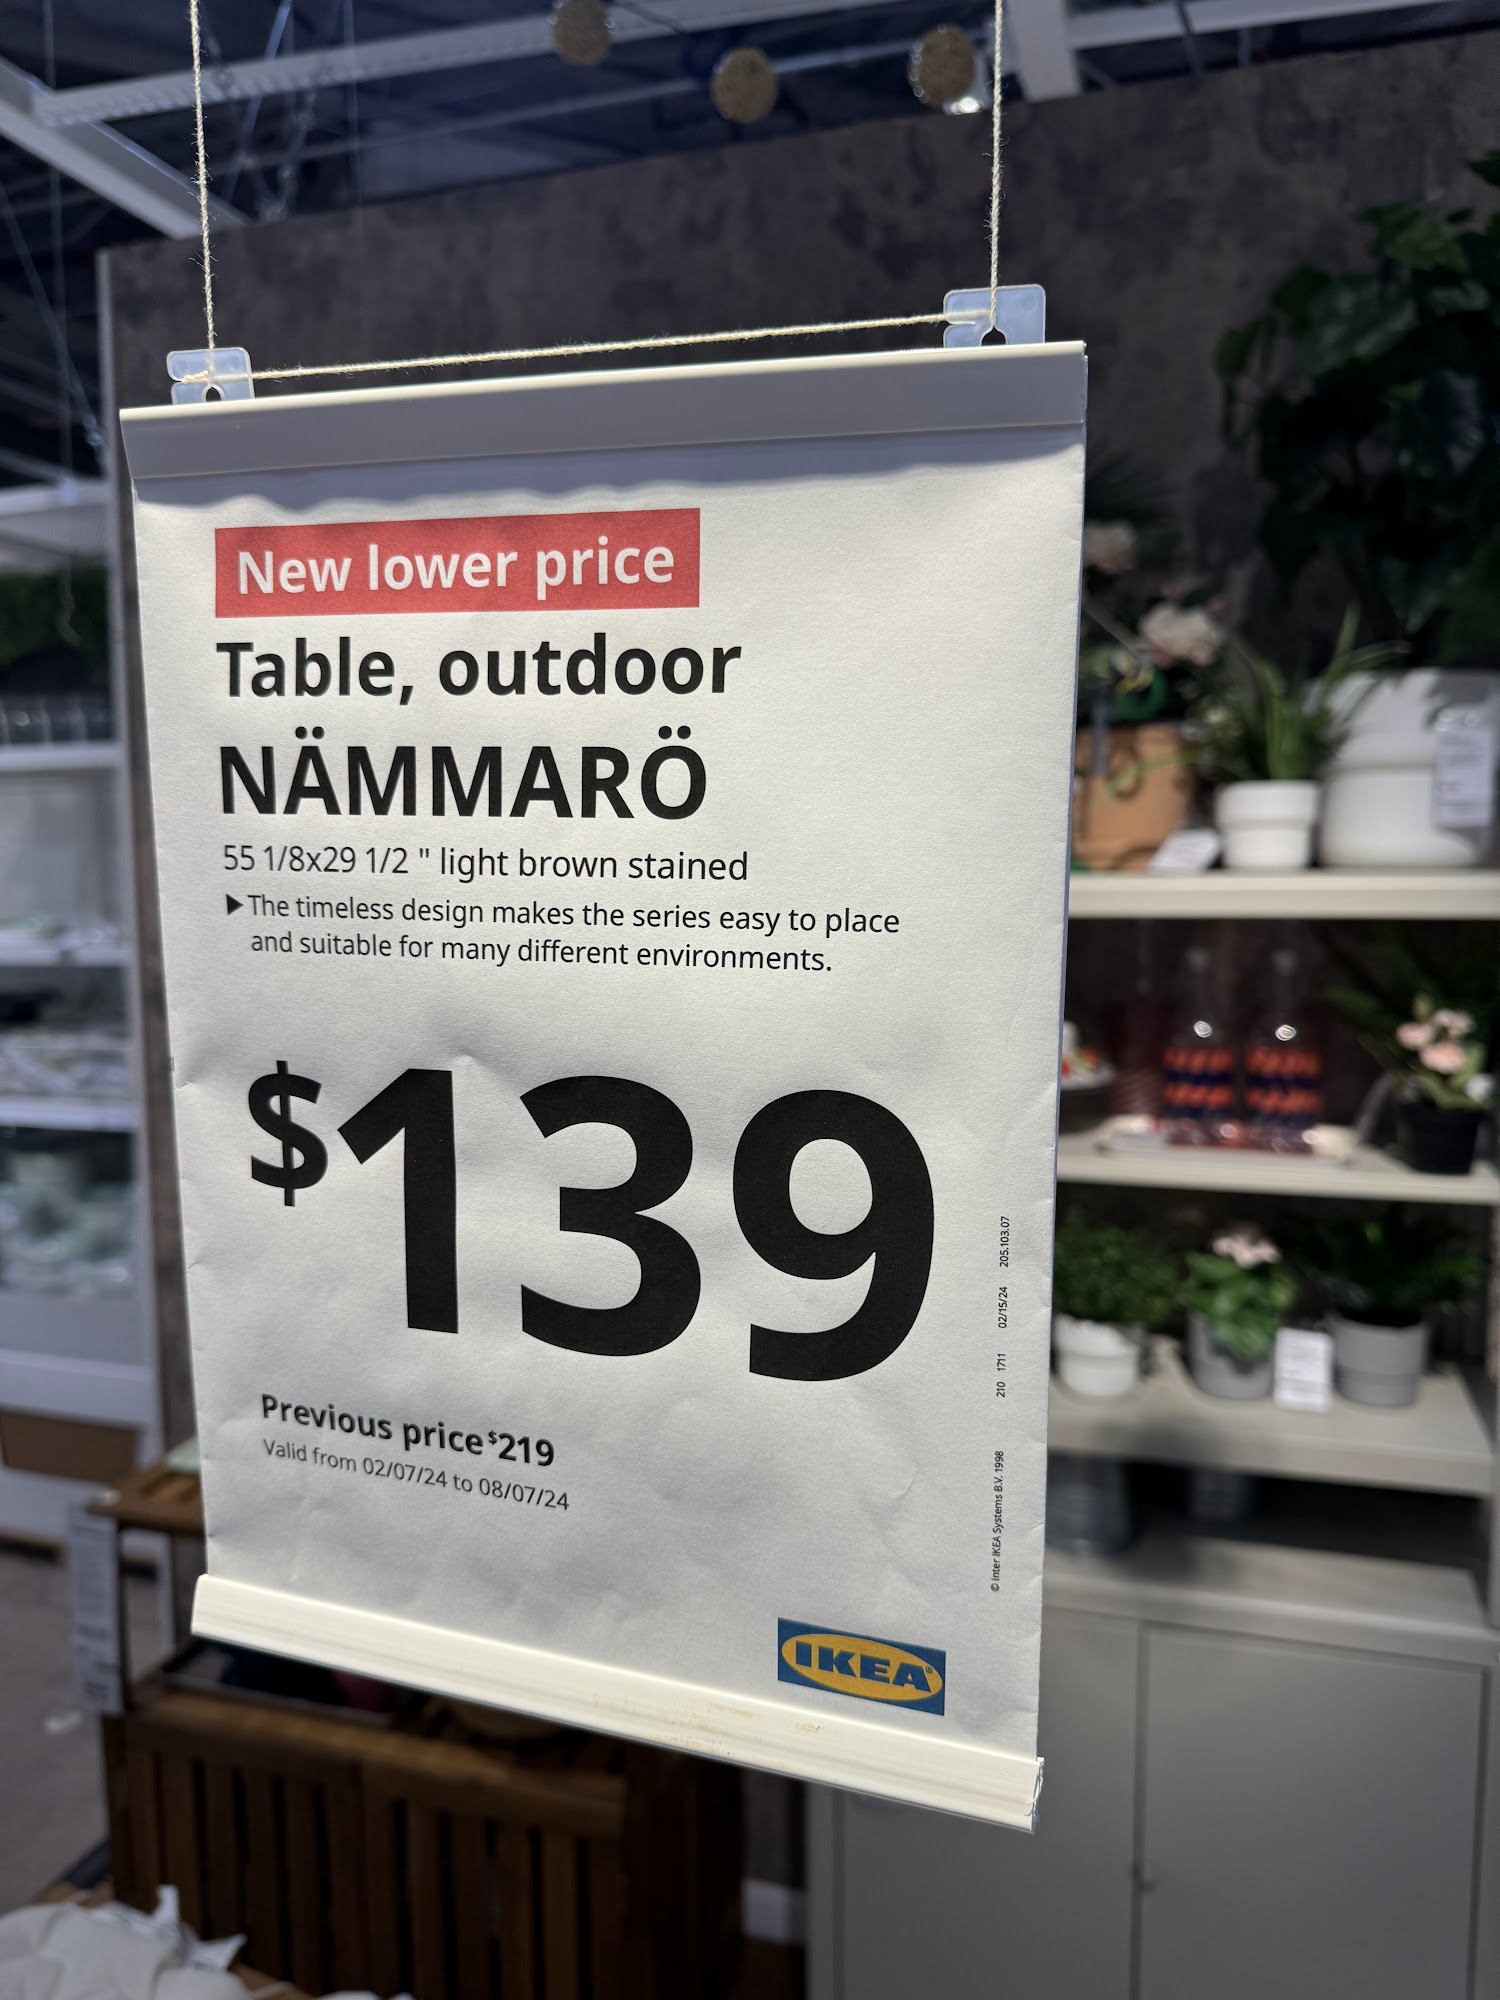 New lower price
Table, outdoor
NÄMMARÖ
55 1/8x29 1/2 " light brown stained
▶The timeless design makes the series easy to place
and suitable for many different environments.
$139
Previous price $219
Valid from 02/07/24 to 08/07/24
© Inter IKEA Systems B.V. 1998 210 1711 02/15/24 205.103.07
IKEA®